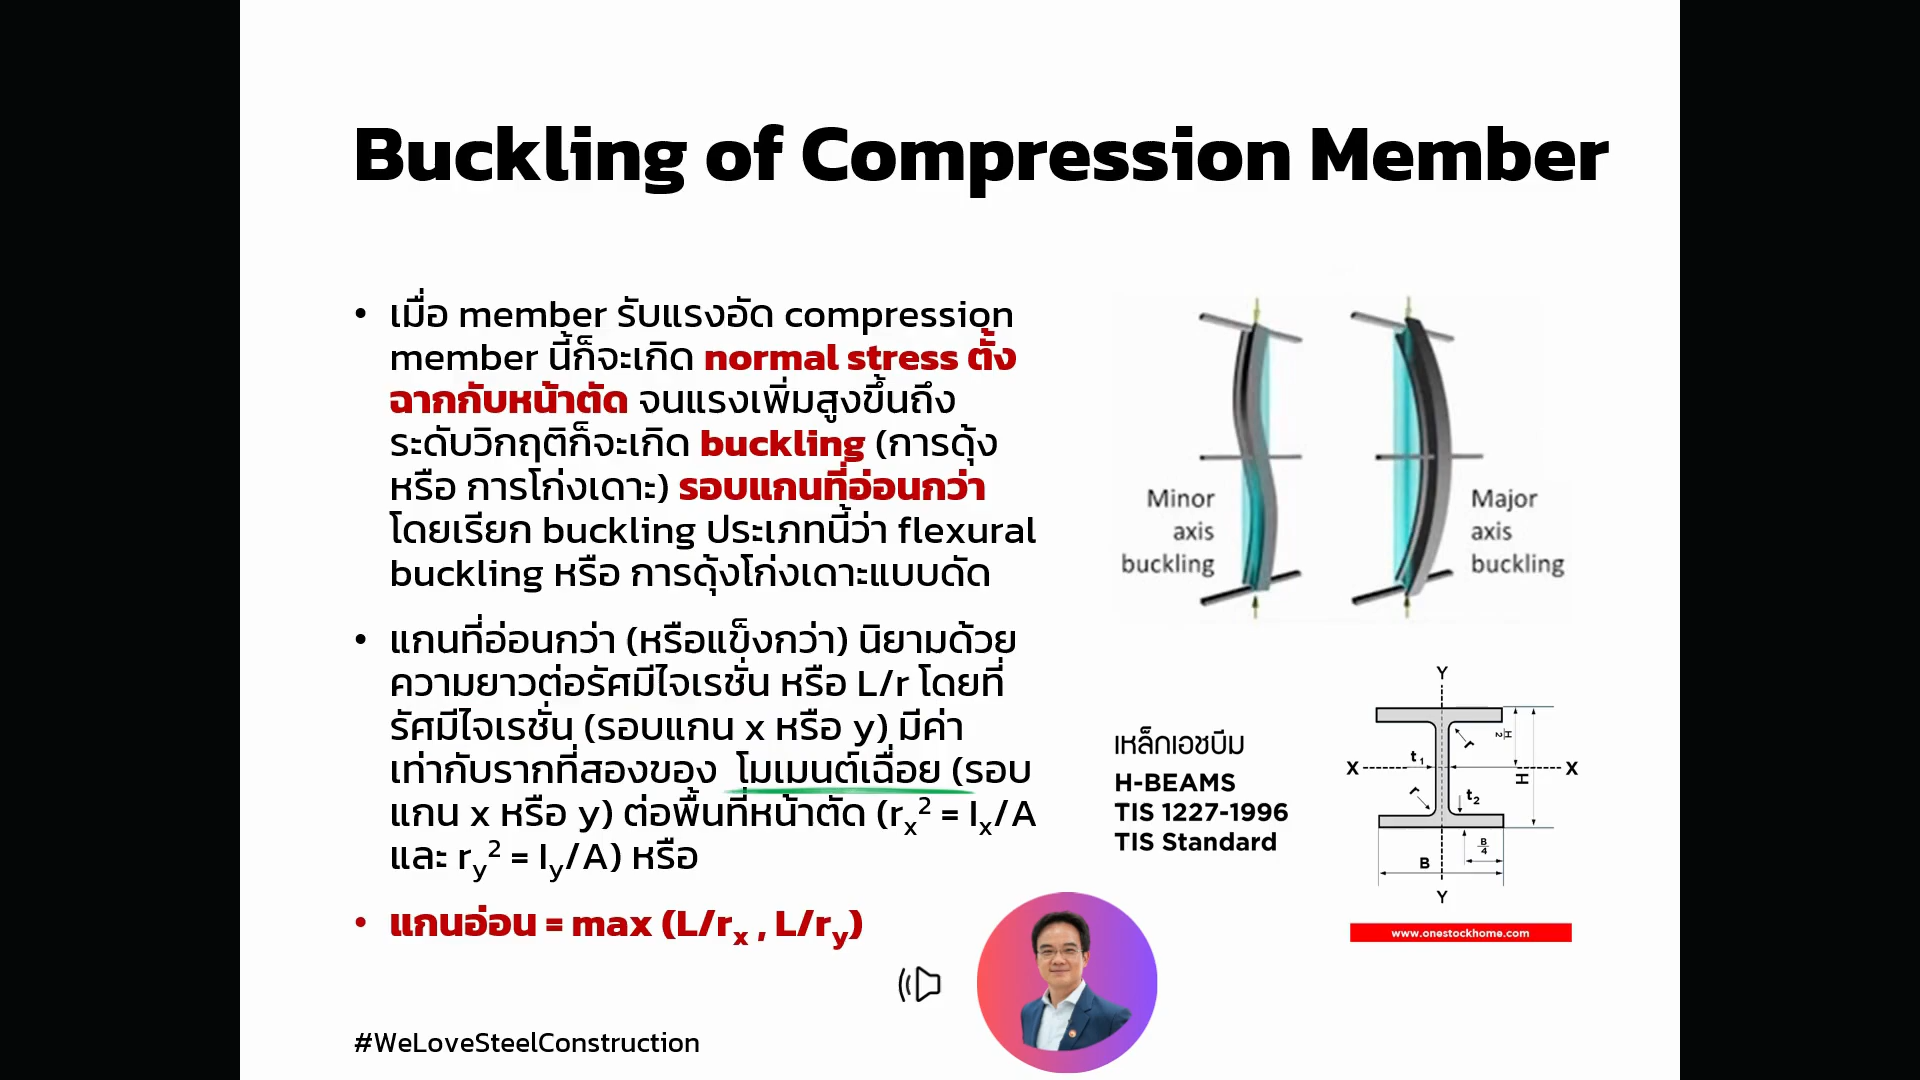 Buckling of Compression Member
• เมื่อ member รับแรงอัด compression
member นี้ก็จะเกิด normal stress ตั้ง
ฉากกับหน้าตัด จนแรงเพิ่มสูงขึ้นถึง
ระดับวิกฤติก็จะเกิด buckling (การดุ้ง
หรือ การโก่งเดาะ) รอบแกนที่อ่อนกว่า
โดยเรียก buckling ประเภทนี้ว่า flexural
buckling หรือ การดุ้งโก่งเดาะแบบดัด
• แกนที่อ่อนกว่า (หรือแข็งกว่า) นิยามด้วย
ความยาวต่อรัศมีไจเรชั่น หรือ L/r โดยที่
รัศมีไจเรชั่น (รอบแกน x หรือ y) มีค่า
เท่ากับรากที่สองของ โมเมนต์เฉื่อย (รอบ
แกน x หรือ y) ต่อพื้นที่หน้าตัด (rx² = Ix/A
และ ry² = Iy/A) หรือ
• แกนอ่อน = max (L/rx , L/ry)
#WeLoveSteelConstruction
Minor
axis
buckling
Major
axis
buckling
เหล็กเอชบีม
H-BEAMS
TIS 1227-1996
TIS Standard
Y
H/2
r
t1
X
X
H
r
t2
B/4
B
Y
www.onestockhome.com